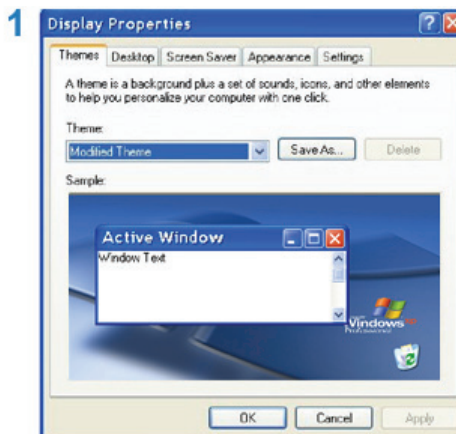 1
Display Properties
Themes Desktop Screen Saver Appearance Settings
A theme is a background plus a set of sounds, icons, and other elements
to help you personalize your computer with one click.
Theme:
Modified Theme Save As... Delete
Sample:
Active Window
Window Text
Windows
Professional
OK Cancel Apply